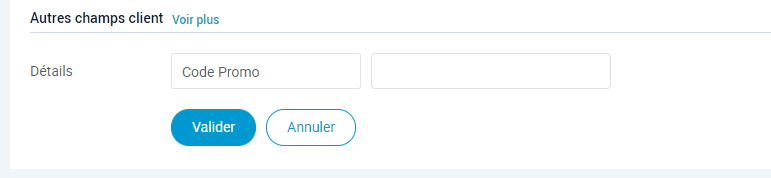 Autres champs client Voir plus
Détails Code Promo
Valider Annuler